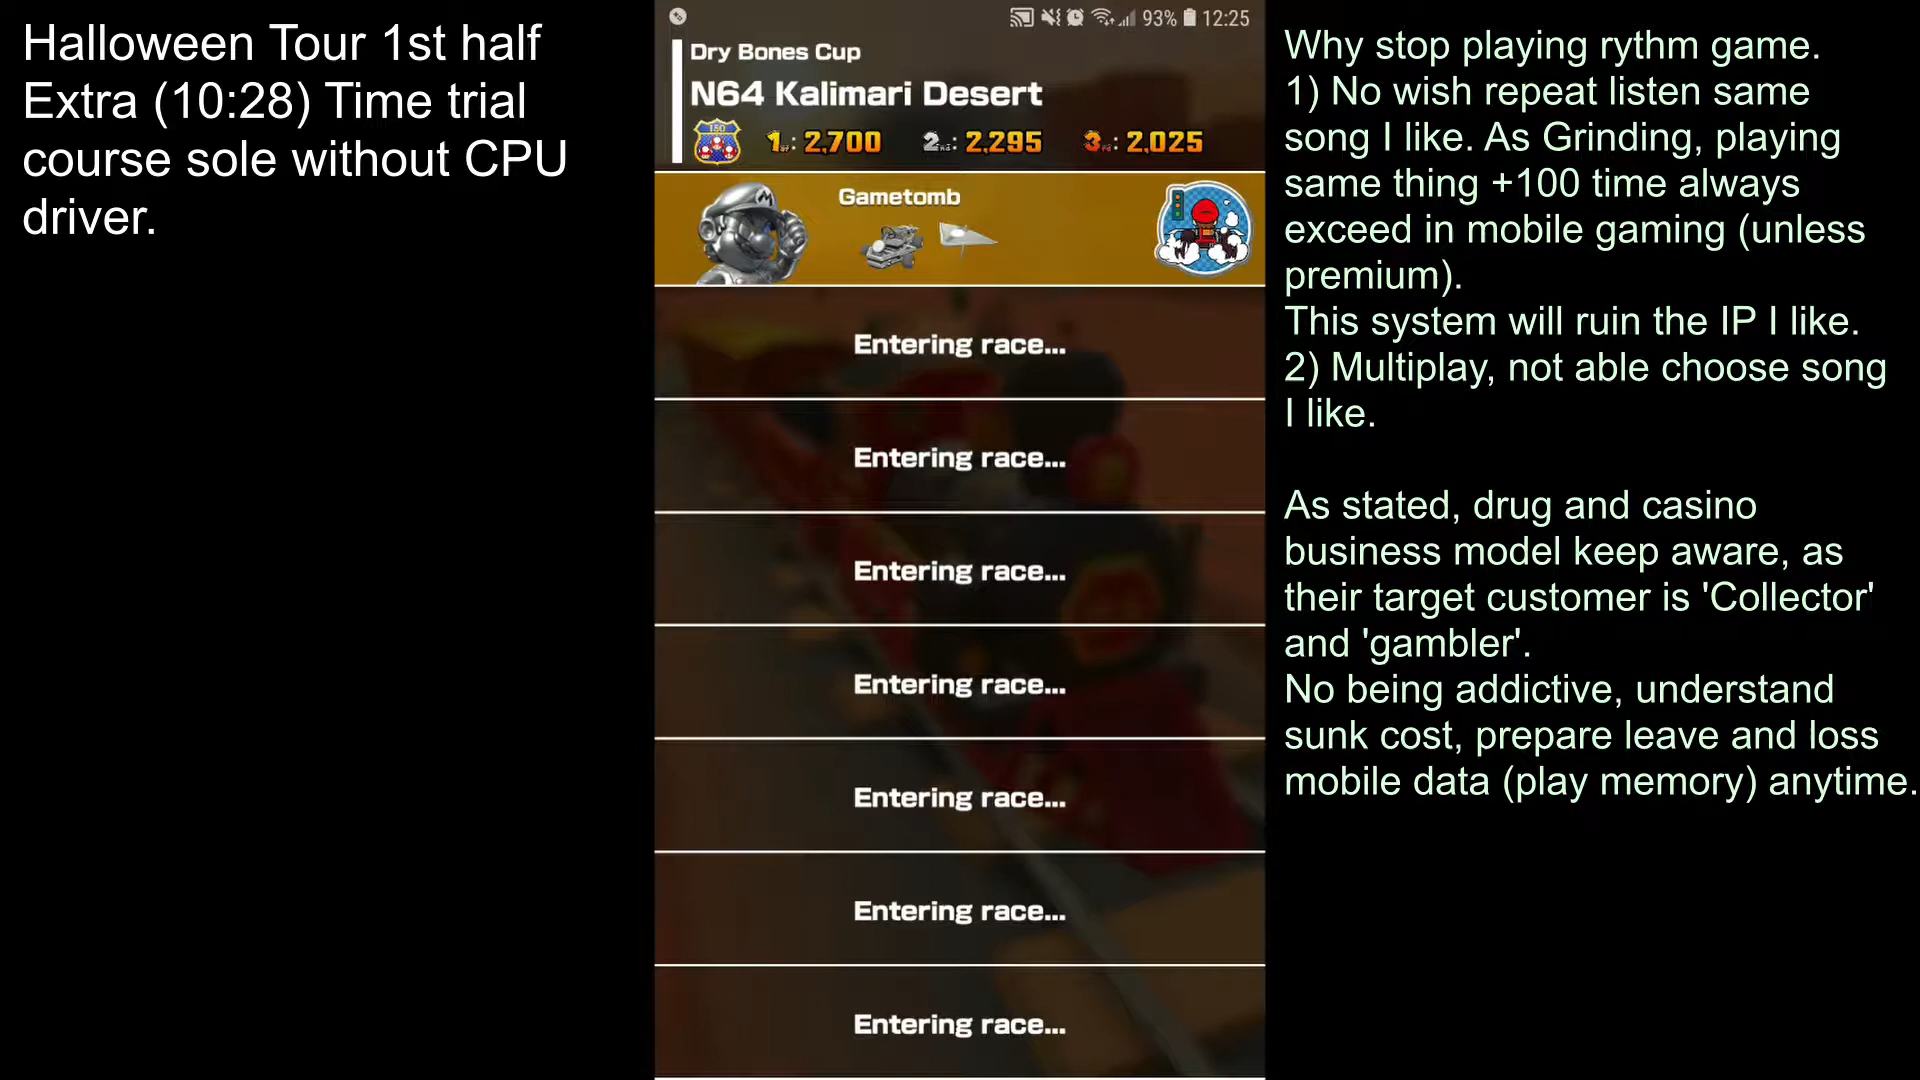 Halloween Tour 1st half
Extra (10:28) Time trial
course sole without CPU
driver.
93% 12:25
Dry Bones Cup
N64 Kalimari Desert
150 1st: 2,700 2nd: 2,295 3rd: 2,025
Gametomb
Entering race...
Entering race...
Entering race...
Entering race...
Entering race...
Entering race...
Entering race...
Why stop playing rythm game.
1) No wish repeat listen same
song I like. As Grinding, playing
same thing +100 time always
exceed in mobile gaming (unless
premium).
This system will ruin the IP I like.
2) Multiplay, not able choose song
I like.
As stated, drug and casino
business model keep aware, as
their target customer is 'Collector'
and 'gambler'.
No being addictive, understand
sunk cost, prepare leave and loss
mobile data (play memory) anytime.